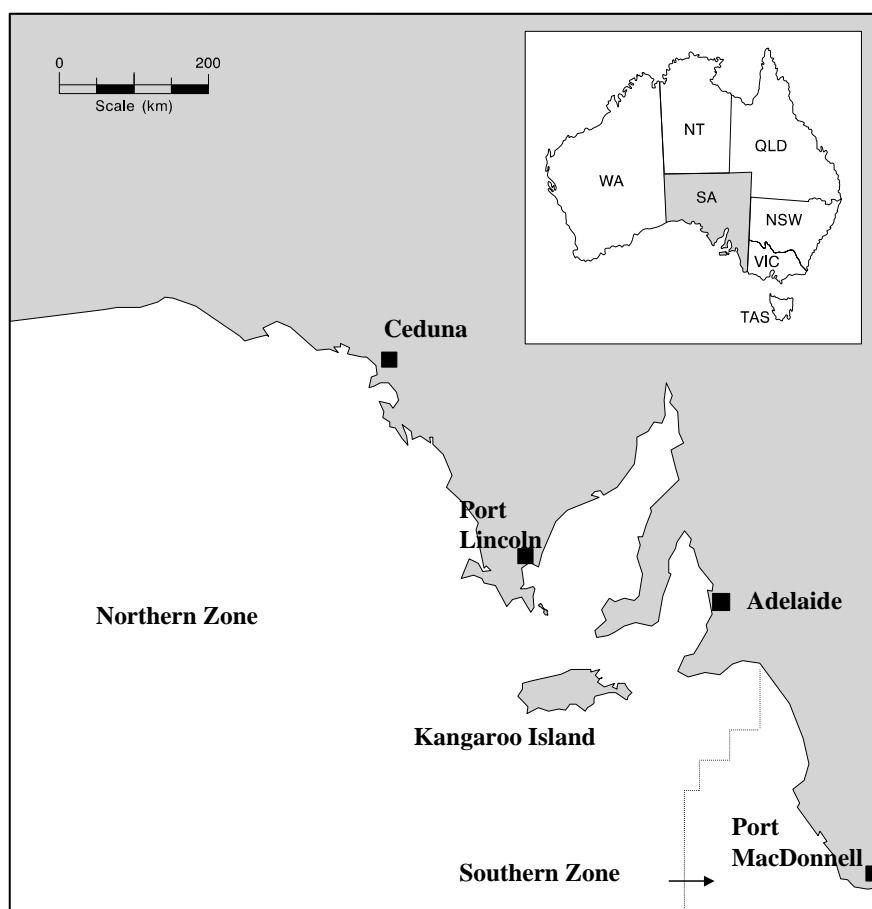 0 200
Scale (km)
NT
QLD
WA
SA
NSW
VIC
TAS
Ceduna
Port
Lincoln
Northern Zone
Adelaide
Kangaroo Island
Port
MacDonnell
Southern Zone